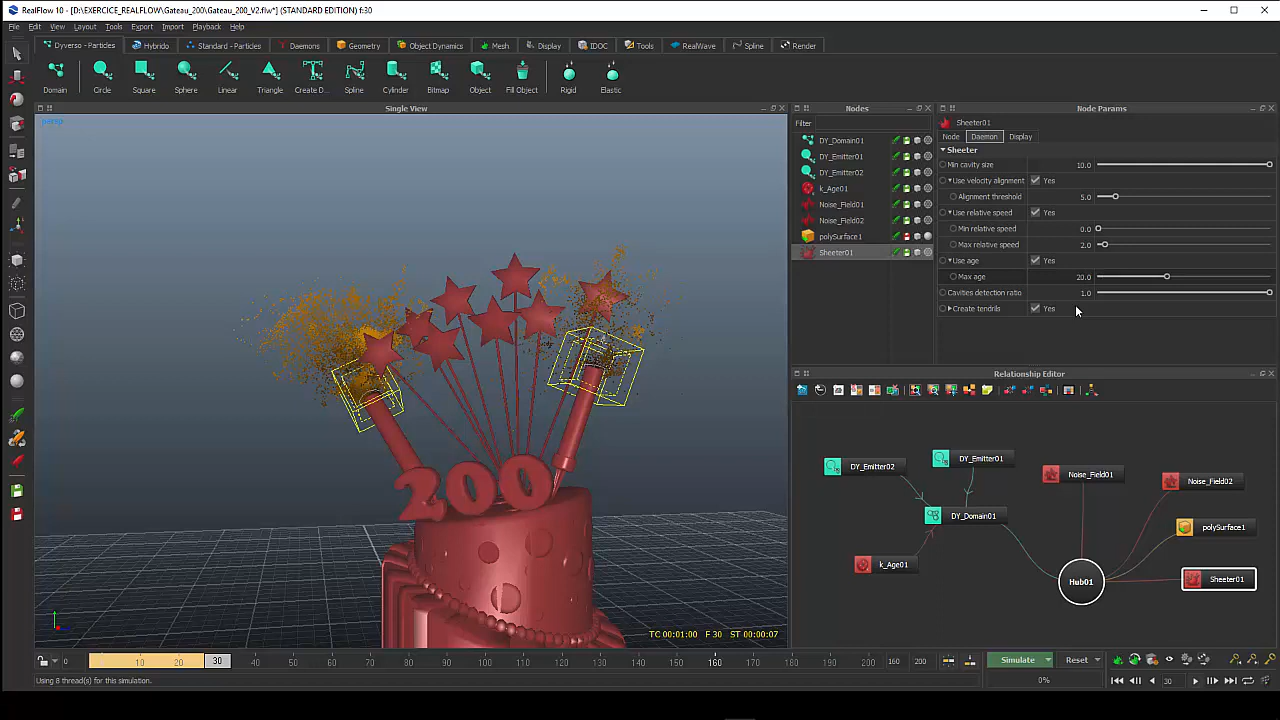 RealFlow 10 - [D:\EXERCICE_REALFLOW\Gateau_200\Gateau_200_V2.flw*] (STANDARD EDITION) f:30
File Edit View Layout Tools Export Import Playback Help
Dyverso - Particles Hybrido Standard - Particles Daemons Geometry Object Dynamics Mesh Display IDOC Tools RealWave Spline Render
Domain Circle Square Sphere Linear Triangle Create D... Spline Cylinder Bitmap Object Fill Object Rigid Elastic
Single View
Nodes
Node Params
persp
Filter
DY_Domain01
DY_Emitter01
DY_Emitter02
k_Age01
Noise_Field01
Noise_Field02
polySurface1
Sheeter01
Sheeter01
Node Daemon Display
Sheeter
Min cavity size 10.0
Use velocity alignment Yes
Alignment threshold 5.0
Use relative speed Yes
Min relative speed 0.0
Max relative speed 2.0
Use age Yes
Max age 20.0
Cavities detection ratio 1.0
Create tendrils Yes
Relationship Editor
DY_Emitter02
DY_Emitter01
Noise_Field01
Noise_Field02
DY_Domain01
polySurface1
k_Age01
Hub01
Sheeter01
200
TC 00:01:00 F 30 ST 00:00:07
0 10 20 30 40 50 60 70 80 90 100 110 120 130 140 150 160 170 180 190 200 160 200
Simulate Reset
Using 8 thread(s) for this simulation.
0%
30